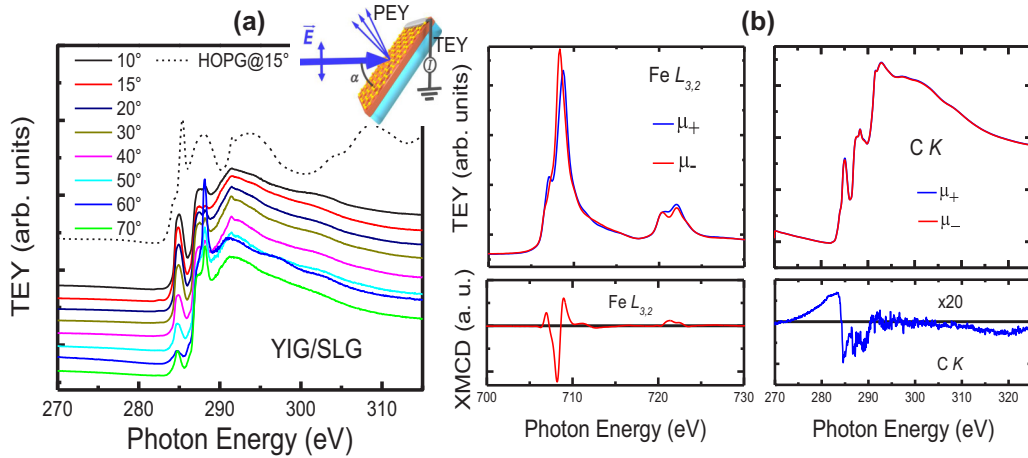 (a)
(b)
PEY
TEY
E
α
I
10°
15°
20°
30°
40°
50°
60°
70°
HOPG@15°
YIG/SLG
TEY (arb. units)
270 280 290 300 310
Photon Energy (eV)
Fe L3,2
μ+
μ-
TEY (arb. units)
C K
μ+
μ-
Fe L3,2
XMCD (a. u.)
700 710 720 730
Photon Energy (eV)
x20
C K
270 280 290 300 310 320
Photon Energy (eV)